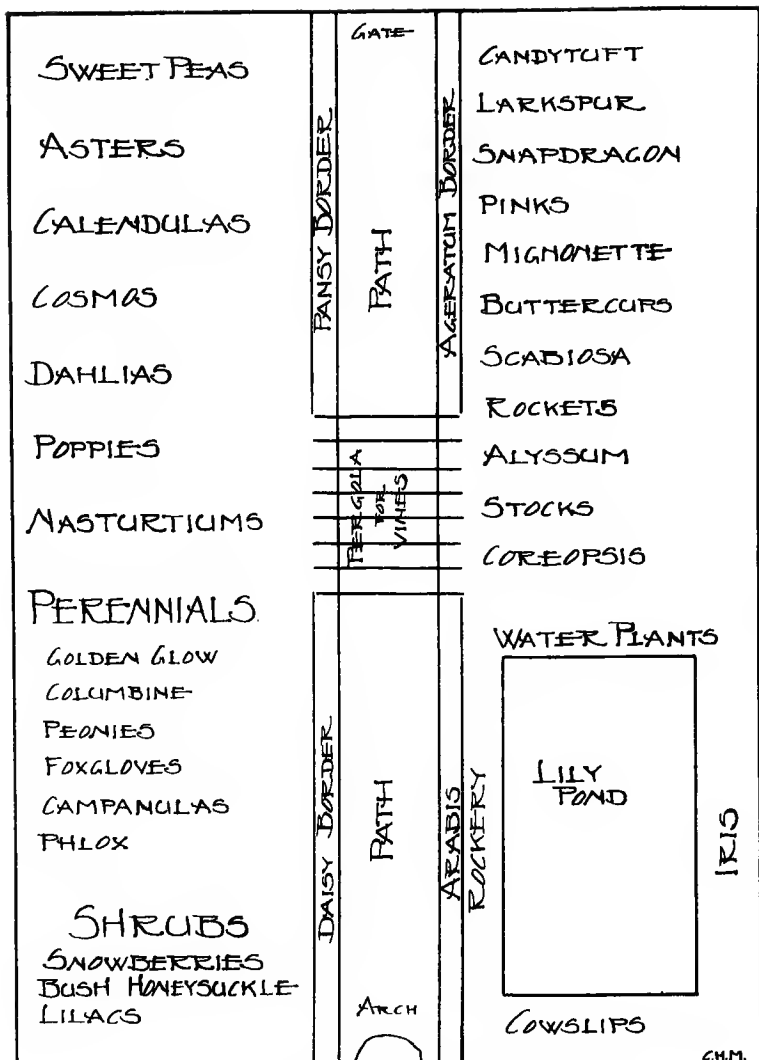 SWEET PEAS
ASTERS
CALENDULAS
COSMOS
DAHLIAS
POPPIES
NASTURTIUMS
PERENNIALS
GOLDEN GLOW
COLUMBINE
PEONIES
FOXGLOVES
CAMPANULAS
PHLOX
SHRUBS
SNOWBERRIES
BUSH HONEYSUCKLE
LILACS
PANSY BORDER
DAISY BORDER
GATE
PATH
PERGOLA
FOR
VINES
PATH
ARCH
AGERATUM BORDER
ARABIS
ROCKERY
CANDYTUFT
LARKSPUR
SNAPDRAGON
PINKS
MIGNONETTE
BUTTERCUPS
SCABIOSA
ROCKETS
ALYSSUM
STOCKS
COREOPSIS
WATER PLANTS
LILY
POND
IRIS
COWSLIPS
C.H.M.